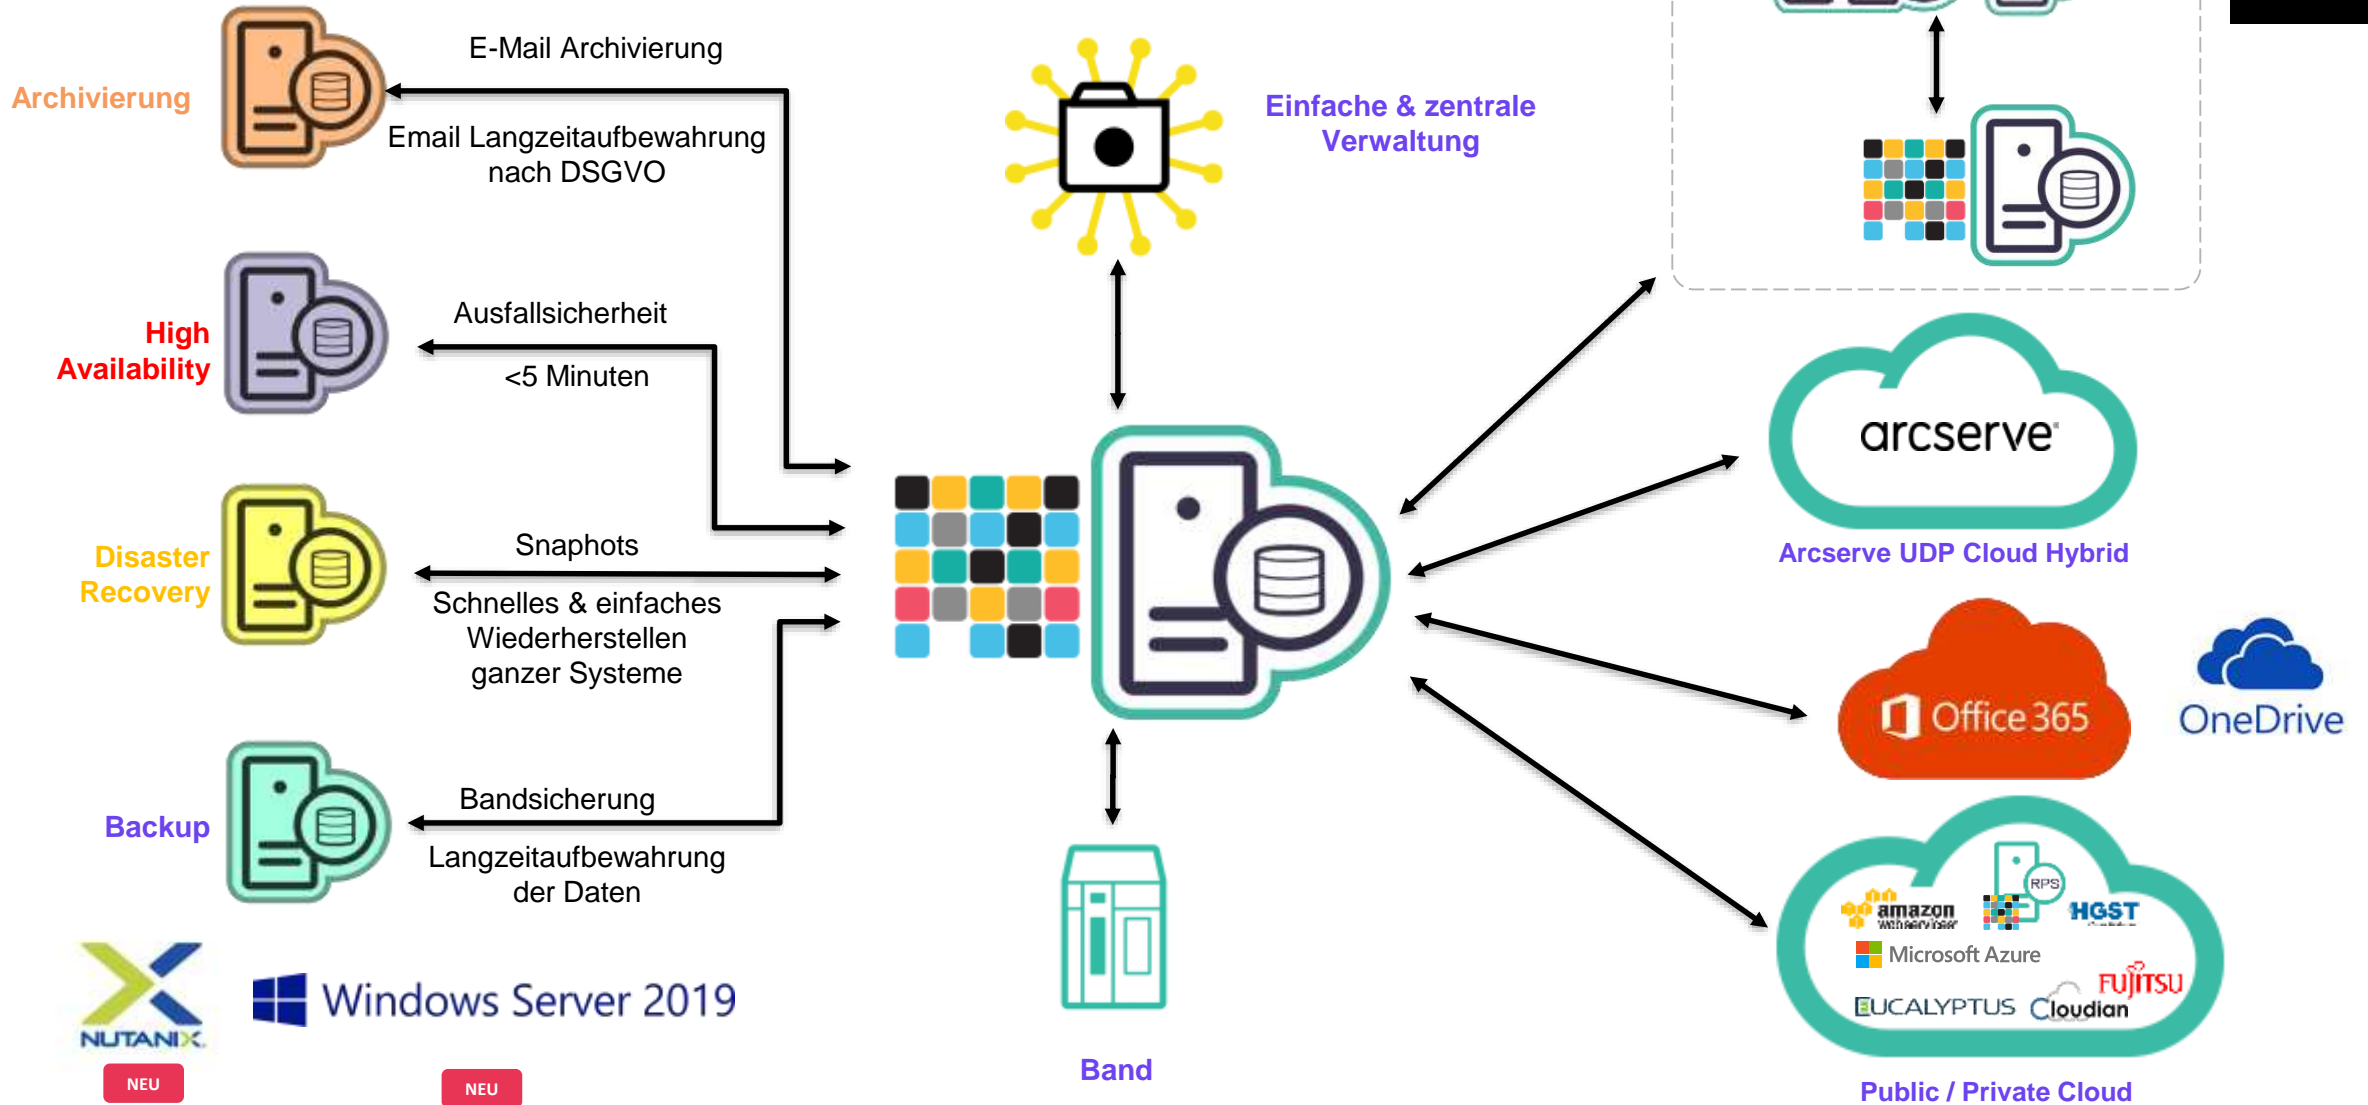 Archivierung
E-Mail Archivierung
Email Langzeitaufbewahrung
nach DSGVO
High
Availability
Ausfallsicherheit
<5 Minuten
Disaster
Recovery
Snaphots
Schnelles & einfaches
Wiederherstellen
ganzer Systeme
Backup
Bandsicherung
Langzeitaufbewahrung
der Daten
NUTANIX
NEU
Windows Server 2019
NEU
Einfache & zentrale
Verwaltung
Band
arcserve
Arcserve UDP Cloud Hybrid
Office 365
OneDrive
RPS
amazon
webservices
HGST
Microsoft Azure
FUJITSU
EUCALYPTUS
Cloudian
Public / Private Cloud